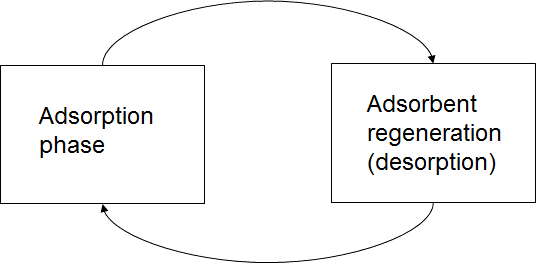 Adsorption
phase
Adsorbent
regeneration
(desorption)